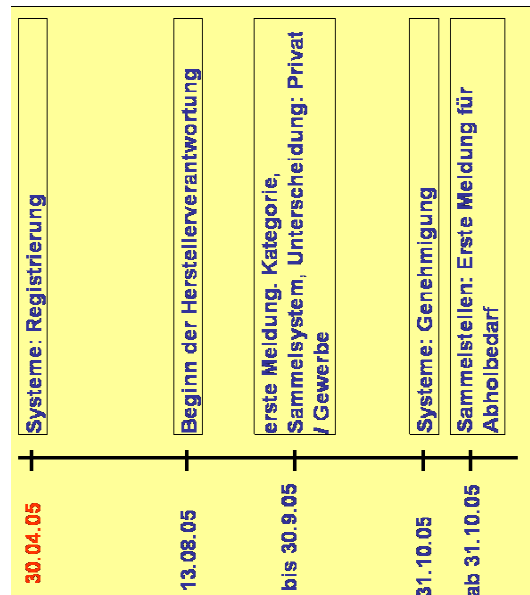 Systeme: Registrierung
30.04.05
Beginn der Herstellerverantwortung
13.08.05
erste Meldung. Kategorie,
Sammelsystem, Unterscheidung: Privat
/ Gewerbe
bis 30.9.05
Systeme: Genehmigung
31.10.05
Sammelstellen: Erste Meldung für
Abholbedarf
ab 31.10.05